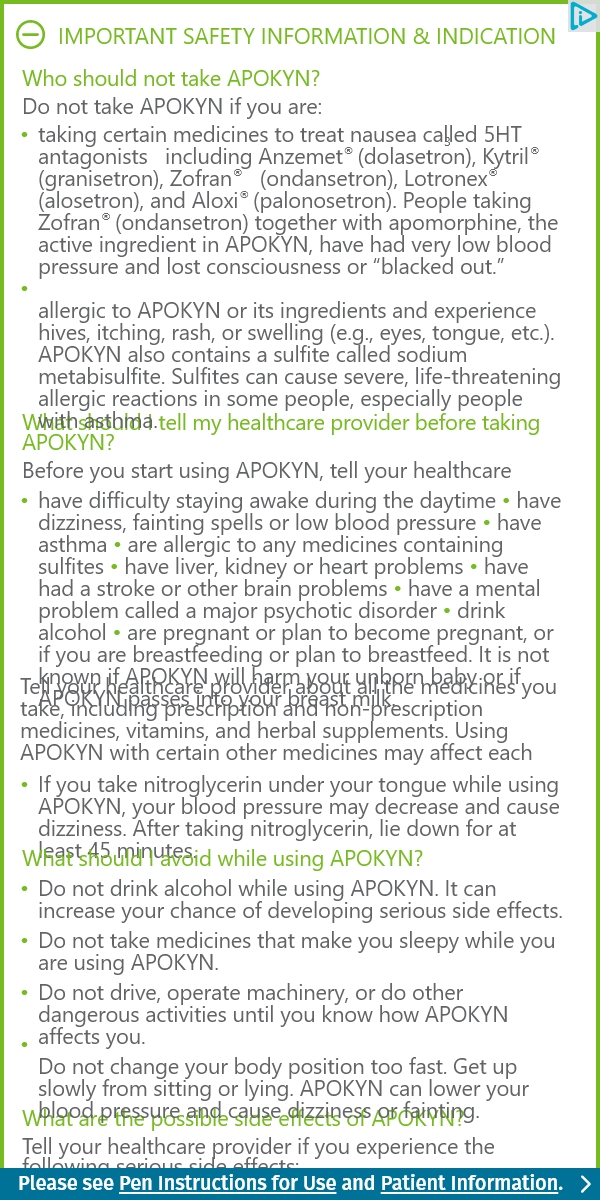 IMPORTANT SAFETY INFORMATION & INDICATION
Who should not take APOKYN?
Do not take APOKYN if you are:
• taking certain medicines to treat nausea called 5HT
3
antagonists including Anzemet® (dolasetron), Kytril®
(granisetron), Zofran® (ondansetron), Lotronex®
(alosetron), and Aloxi® (palonosetron). People taking
Zofran® (ondansetron) together with apomorphine, the
active ingredient in APOKYN, have had very low blood
pressure and lost consciousness or “blacked out.”
•
allergic to APOKYN or its ingredients and experience
hives, itching, rash, or swelling (e.g., eyes, tongue, etc.).
APOKYN also contains a sulfite called sodium
metabisulfite. Sulfites can cause severe, life-threatening
allergic reactions in some people, especially people
with asthma.
What should I tell my healthcare provider before taking
APOKYN?
Before you start using APOKYN, tell your healthcare
• have difficulty staying awake during the daytime • have
dizziness, fainting spells or low blood pressure • have
asthma • are allergic to any medicines containing
sulfites • have liver, kidney or heart problems • have
had a stroke or other brain problems • have a mental
problem called a major psychotic disorder • drink
alcohol • are pregnant or plan to become pregnant, or
if you are breastfeeding or plan to breastfeed. It is not
known if APOKYN will harm your unborn baby or if
APOKYN passes into your breast milk.
Tell your healthcare provider about all the medicines you
take, including prescription and non-prescription
medicines, vitamins, and herbal supplements. Using
APOKYN with certain other medicines may affect each
• If you take nitroglycerin under your tongue while using
APOKYN, your blood pressure may decrease and cause
dizziness. After taking nitroglycerin, lie down for at
least 45 minutes.
What should I avoid while using APOKYN?
• Do not drink alcohol while using APOKYN. It can
increase your chance of developing serious side effects.
• Do not take medicines that make you sleepy while you
are using APOKYN.
• Do not drive, operate machinery, or do other
dangerous activities until you know how APOKYN
affects you.
•
Do not change your body position too fast. Get up
slowly from sitting or lying. APOKYN can lower your
blood pressure and cause dizziness or fainting.
What are the possible side effects of APOKYN?
Tell your healthcare provider if you experience the
following serious side effects:
Please see Pen Instructions for Use and Patient Information.